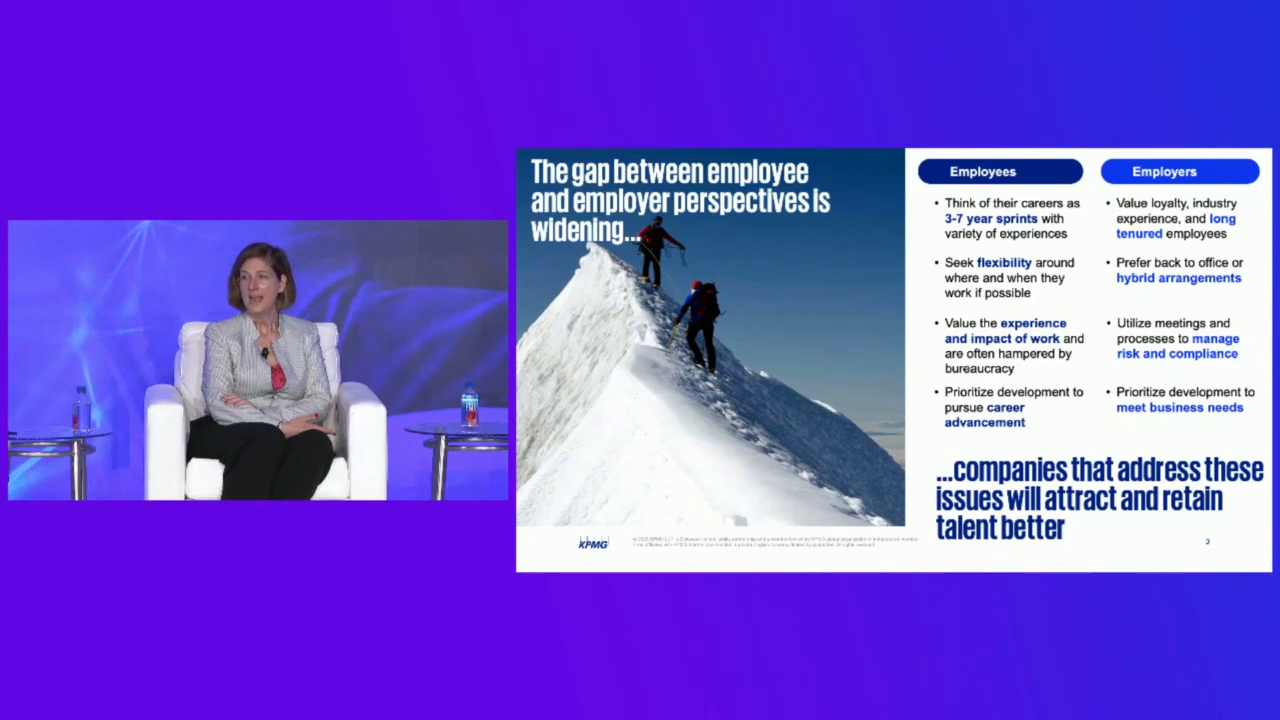 The gap between employee
and employer perspectives is
widening...
Employees
Think of their careers as
3-7 year sprints with
variety of experiences
Seek flexibility around
where and when they
work if possible
Value the experience
and impact of work and
are often hampered by
bureaucracy
Prioritize development to
pursue career
advancement
Employers
Value loyalty, industry
experience, and long
tenured employees
Prefer back to office or
hybrid arrangements
Utilize meetings and
processes to manage
risk and compliance
Prioritize development to
meet business needs
...companies that address these
issues will attract and retain
talent better
KPMG
3
FIJI